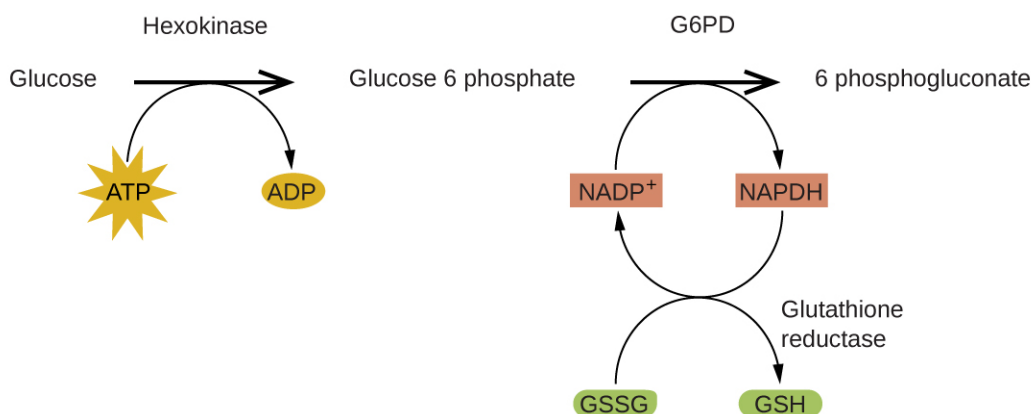 Hexokinase
G6PD
Glucose
Glucose 6 phosphate
6 phosphogluconate
ATP
ADP
NADP+
NAPDH
Glutathione
reductase
GSSG
GSH